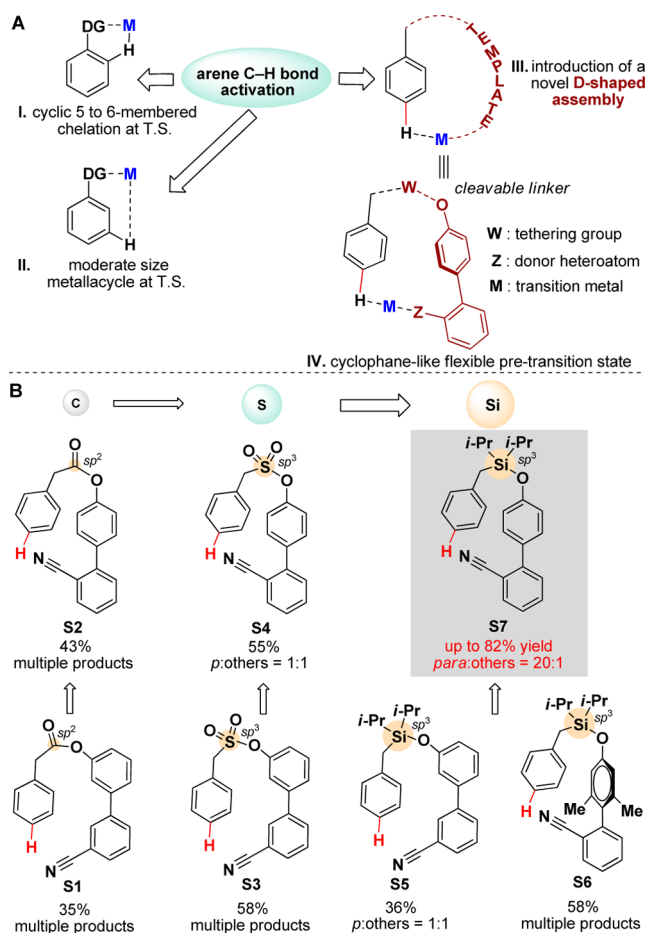 A
DG
M
H
I. cyclic 5 to 6-membered
chelation at T.S.
arene C–H bond
activation
TEMPLATE
H
M
III. introduction of a
novel D-shaped
assembly
DG
M
H
II. moderate size
metallacycle at T.S.
cleavable linker
W
O
H
M
Z
W : tethering group
Z : donor heteroatom
M : transition metal
IV. cyclophane-like flexible pre-transition state
B
C
S
Si
O
sp2
O
H
N
S2
43%
multiple products
O
O
S
sp3
O
H
N
S4
55%
p:others = 1:1
i-Pr
i-Pr
Si
sp3
O
H
N
S7
up to 82% yield
para:others = 20:1
O
sp2
O
H
N
S1
35%
multiple products
O
O
S
sp3
O
H
N
S3
58%
multiple products
i-Pr
i-Pr
Si
sp3
O
H
N
S5
36%
p:others = 1:1
i-Pr
i-Pr
Si
sp3
O
H
Me
Me
N
S6
58%
multiple products